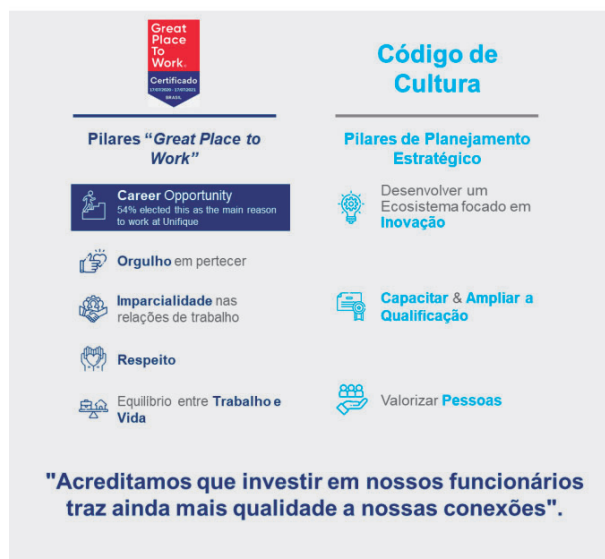 Great
Place
To
Work.
Certificado
BRASIL
Código de
Cultura
Pilares “Great Place to
Work”
Pilares de Planejamento
Estratégico
Career Opportunity
54% elected this as the main reason
to work at Unifique
Orgulho em pertecer
Imparcialidade nas
relações de trabalho
Respeito
Equilíbrio entre Trabalho e
Vida
Desenvolver um
Ecosistema focado em
Inovação
Capacitar & Ampliar a
Qualificação
Valorizar Pessoas
"Acreditamos que investir em nossos funcionários
traz ainda mais qualidade a nossas conexões".